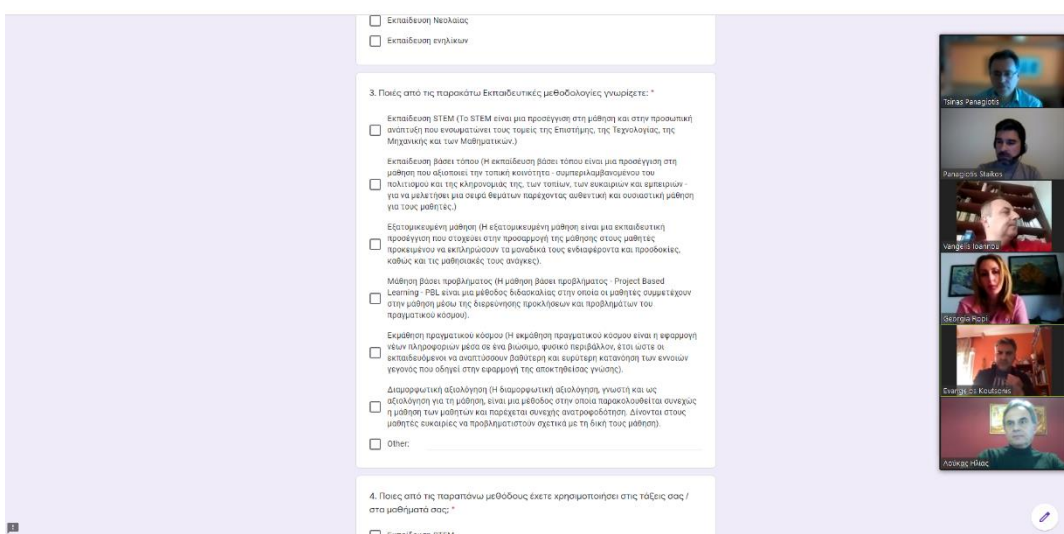 Εκπαίδευση Νεολαίας
Εκπαίδευση ενηλίκων
3. Ποιές από τις παρακάτω Εκπαιδευτικές μεθοδολογίες γνωρίζετε: *
Εκπαίδευση STEM (Το STEM είναι μια προσέγγιση στη μάθηση και στην προσωπική
ανάπτυξη που ενσωματώνει τους τομείς της Επιστήμης, της Τεχνολογίας, της
Μηχανικής και των Μαθηματικών.)
Εκπαίδευση βάσει τόπου (Η εκπαίδευση βάσει τόπου είναι μια προσέγγιση στη
μάθηση που αξιοποιεί την τοπική κοινότητα - συμπεριλαμβανομένου του
πολιτισμού και της κληρονομιάς της, των τοπίων, των ευκαιριών και εμπειριών -
για να μελετήσει μια σειρά θεμάτων παρέχοντας αυθεντική και ουσιαστική μάθηση
για τους μαθητές.)
Εξατομικευμένη μάθηση (Η εξατομικευμένη μάθηση είναι μια εκπαιδευτική
προσέγγιση που στοχεύει στην προσαρμογή της μάθησης στους μαθητές
προκειμένου να εκπληρώσουν τα μοναδικά τους ενδιαφέροντα και προσδοκίες,
καθώς και τις μαθησιακές τους ανάγκες).
Μάθηση βάσει προβλήματος (Η μάθηση βάσει προβλήματος - Project Based
Learning - PBL είναι μια μέθοδος διδασκαλίας στην οποία οι μαθητές συμμετέχουν
στην μάθηση μέσω της διερεύνησης προκλήσεων και προβλημάτων του
πραγματικού κόσμου).
Εκμάθηση πραγματικού κόσμου (Η εκμάθηση πραγματικού κόσμου είναι η εφαρμογή
νέων πληροφοριών μέσα σε ένα βιώσιμο, φυσικό περιβάλλον, έτσι ώστε οι
εκπαιδευόμενοι να αναπτύσσουν βαθύτερη και ευρύτερη κατανόηση των εννοιών
γεγονός που οδηγεί στην εφαρμογή της αποκτηθείσας γνώσης).
Διαμορφωτική αξιολόγηση (Η διαμορφωτική αξιολόγηση, γνωστή και ως
αξιολόγηση για τη μάθηση, είναι μια μέθοδος στην οποία παρακολουθείται συνεχώς
η μάθηση των μαθητών και παρέχεται συνεχής ανατροφοδότηση. Δίνονται στους
μαθητές ευκαιρίες να προβληματιστούν σχετικά με τη δική τους μάθηση).
Other:
4. Ποιες από τις παραπάνω μεθόδους έχετε χρησιμοποιήσει στις τάξεις σας /
στα μαθήματά σας; *
Εκπαίδευση STEM
Tsinas Panagiotis
Panagiotis Staikos
Vangelis Ioannou
Georgia Ropi
Evangelos Koutsonis
Λούκας Ηλίας